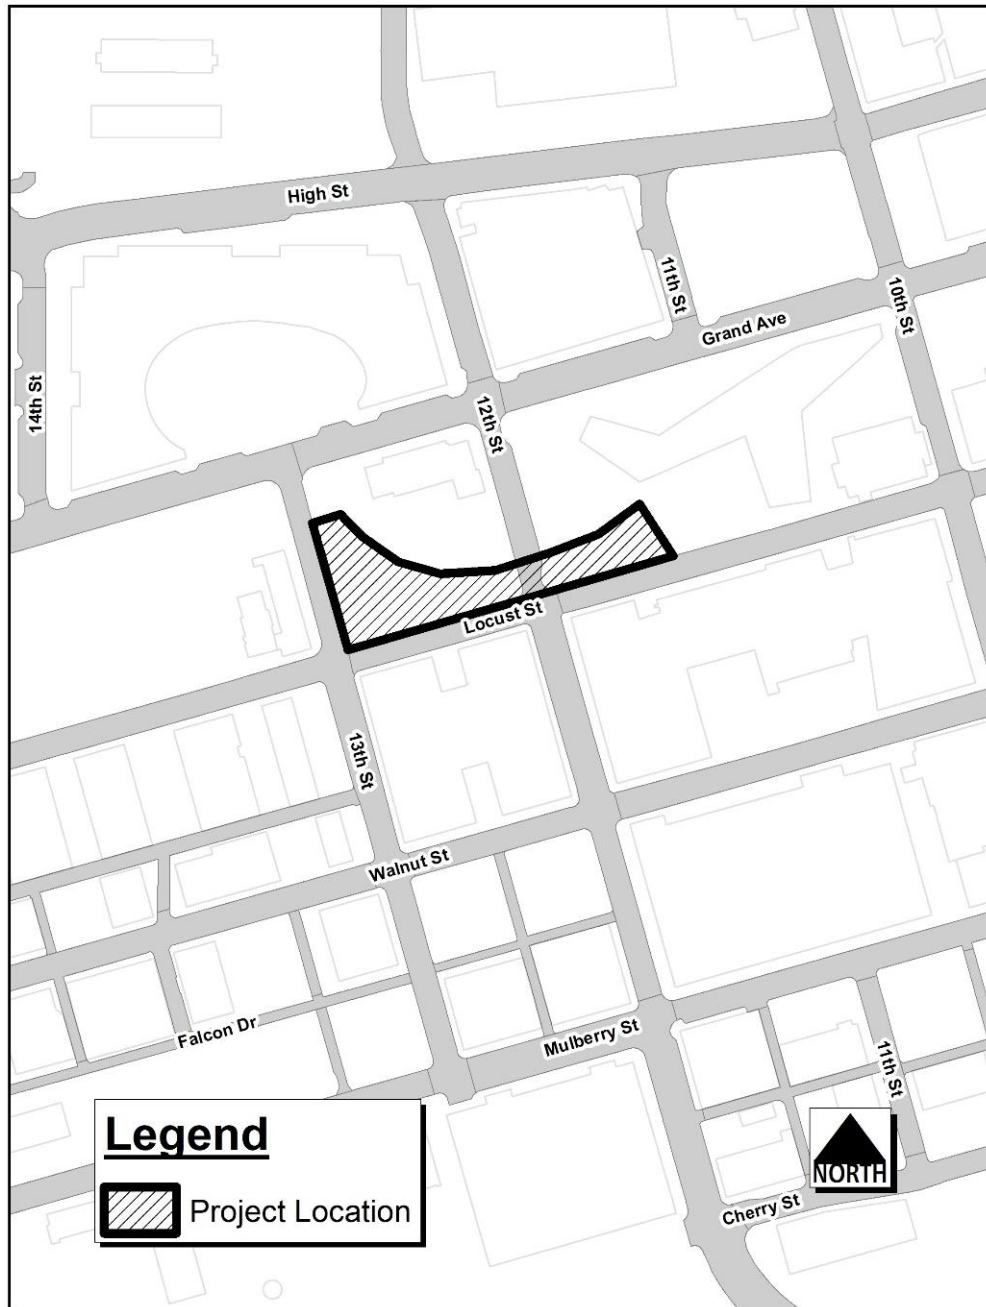 High St
11th St
10th St
Grand Ave
14th St
12th St
Locust St
13th St
Walnut St
Falcon Dr
Mulberry St
11th St
Legend
Project Location
NORTH
Cherry St